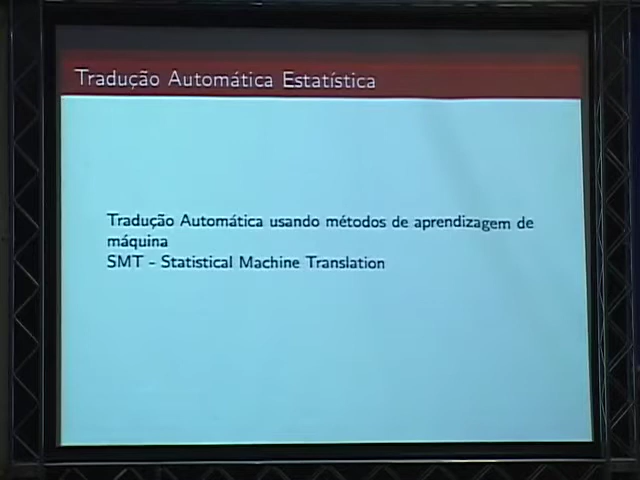 Tradução Automática Estatística
Tradução Automática usando métodos de aprendizagem de
máquina
SMT - Statistical Machine Translation